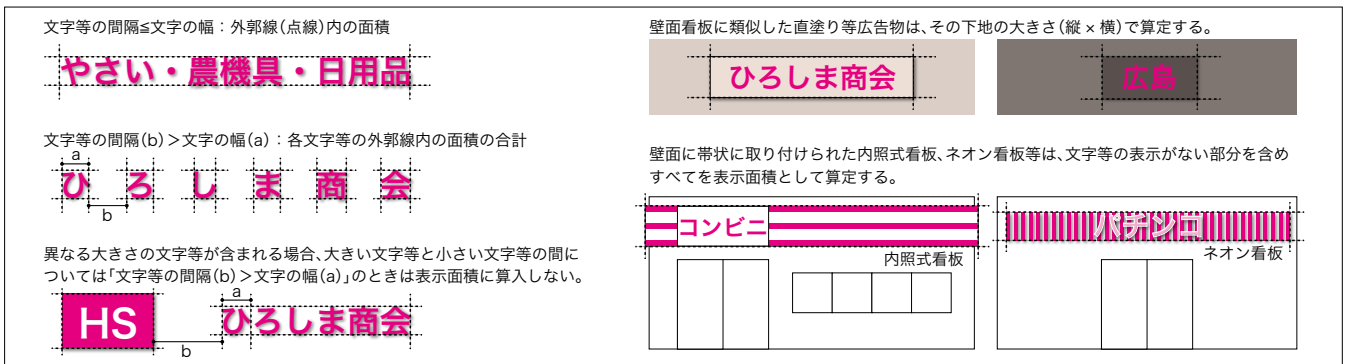 文字等の間隔≦文字の幅：外郭線(点線)内の面積
やさい・農機具・日用品
文字等の間隔(b)＞文字の幅(a)：各文字等の外郭線内の面積の合計
a
ひろしま商会
b
異なる大きさの文字等が含まれる場合、大きい文字等と小さい文字等の間に
ついては「文字等の間隔(b)＞文字の幅(a)」のときは表示面積に算入しない。
a
HS ひろしま商会
b
壁面看板に類似した直塗り等広告物は、その下地の大きさ(縦×横)で算定する。
ひろしま商会
広島
壁面に帯状に取り付けられた内照式看板、ネオン看板等は、文字等の表示がない部分を含め
すべてを表示面積として算定する。
コンビニ
内照式看板
パチンコ
ネオン看板